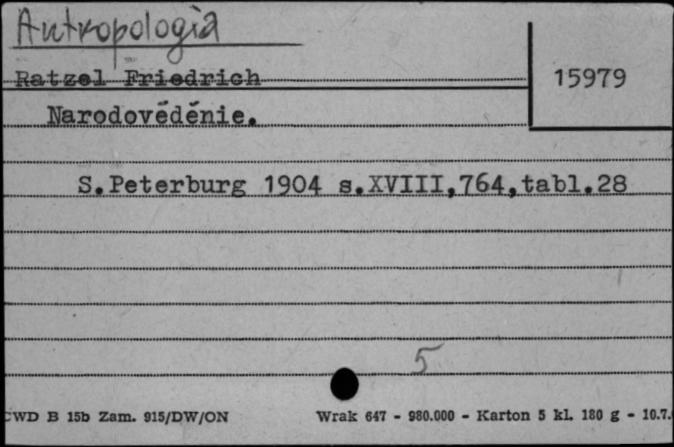 Antropologia
Ratzel Friedrich
15979
Narodovĕdĕnie.
S.Peterburg 1904 s.XVIII,764,tabl.28
5
CWD B 15b Zam. 915/DW/ON Wrak 647 - 980.000 - Karton 5 kl. 180 g - 10.7.